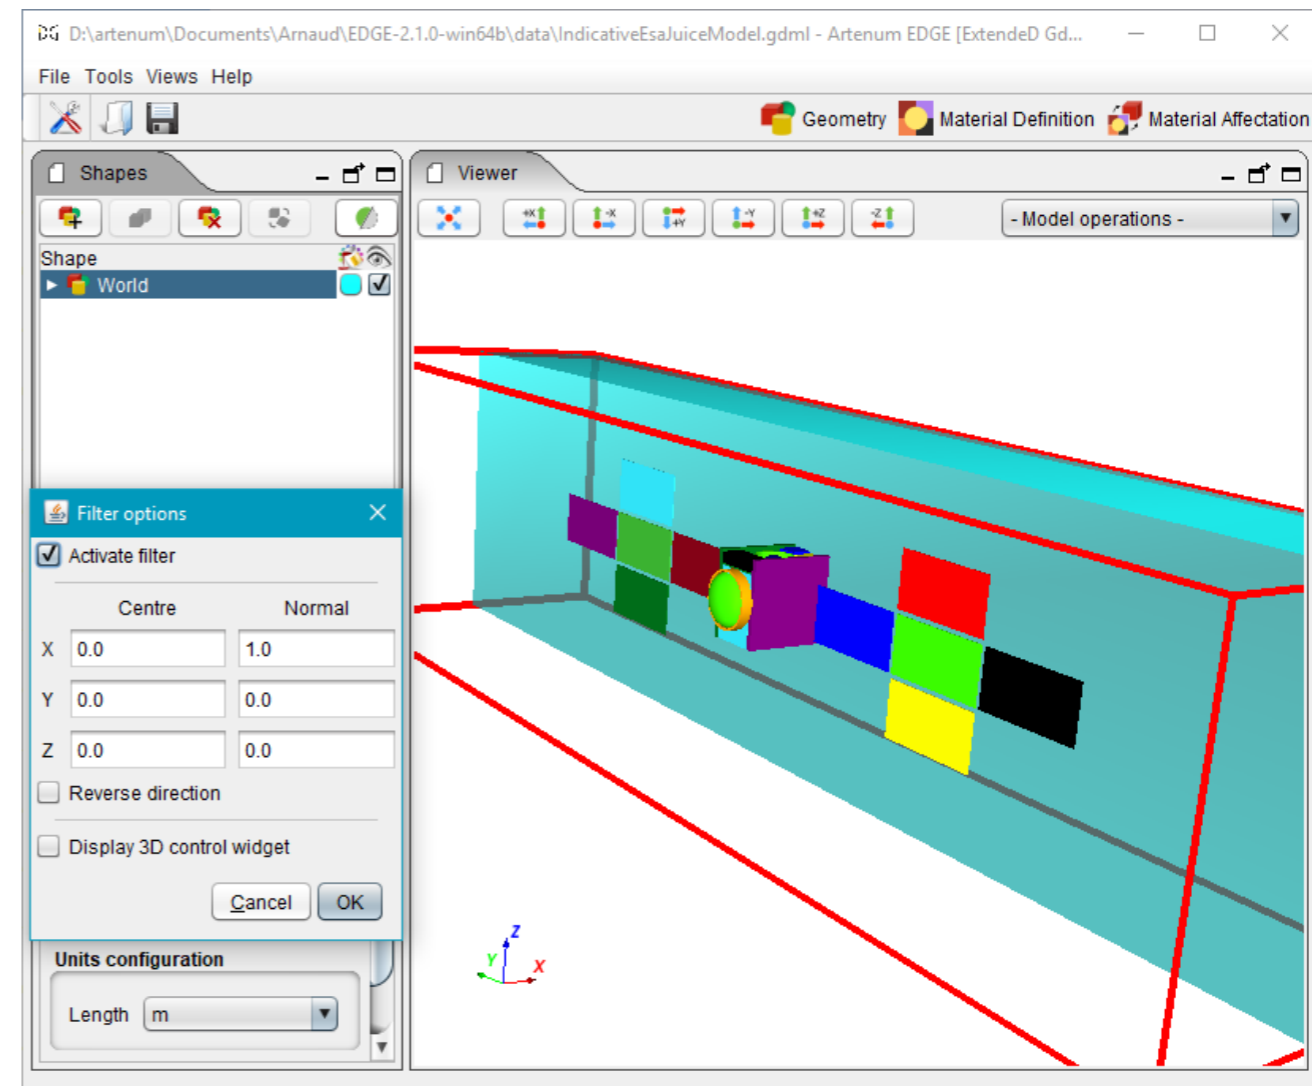 DG D:\artenum\Documents\Arnaud\EDGE-2.1.0-win64b\data\IndicativeEsaJuiceModel.gdml - Artenum EDGE [ExtendeD Gd...
File Tools Views Help
Geometry Material Definition Material Affectation
Shapes
Viewer
+X -X +Y -Y +Z -Z
- Model operations -
Shape
World
Filter options
Activate filter
Centre Normal
X 0.0 1.0
Y 0.0 0.0
Z 0.0 0.0
Reverse direction
Display 3D control widget
Cancel OK
Units configuration
Length m
Z
Y
X